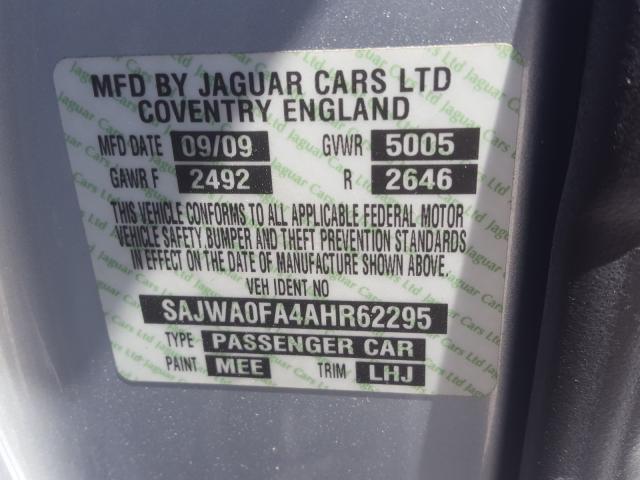 MFD BY JAGUAR CARS LTD
COVENTRY ENGLAND
MFD DATE 09/09 GVWR 5005
GAWR F 2492 R 2646
THIS VEHICLE CONFORMS TO ALL APPLICABLE FEDERAL MOTOR
VEHICLE SAFETY, BUMPER AND THEFT PREVENTION STANDARDS
IN EFFECT ON THE DATE OF MANUFACTURE SHOWN ABOVE.
VEH IDENT NO
SAJWA0FA4AHR62295
TYPE PASSENGER CAR
PAINT MEE TRIM LHJ